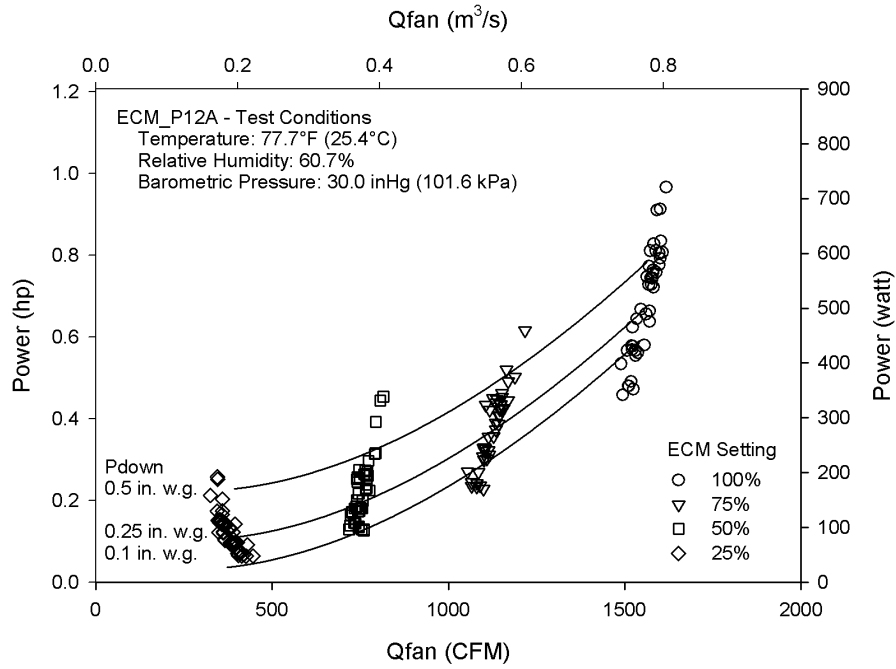 Qfan (m³/s)
0.0 0.2 0.4 0.6 0.8
1.2 900
ECM_P12A - Test Conditions
Temperature: 77.7°F (25.4°C)
Relative Humidity: 60.7%
Barometric Pressure: 30.0 inHg (101.6 kPa)
800
1.0
700
0.8 600
Power (hp)
Power (watt)
500
0.6
400
0.4 300
Pdown
0.5 in. w.g.
0.25 in. w.g.
0.1 in. w.g.
ECM Setting
100%
75%
50%
25%
200
0.2
100
0.0 0
0 500 1000 1500 2000
Qfan (CFM)